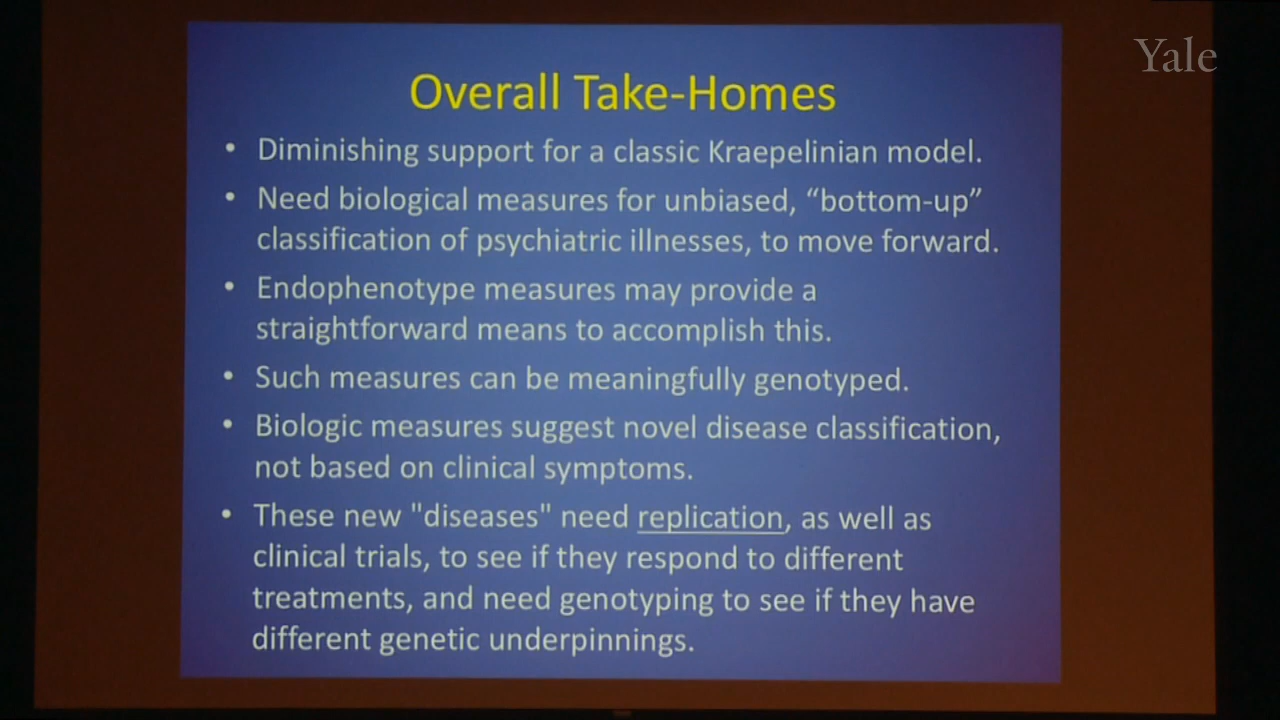 Yale
Overall Take-Homes
• Diminishing support for a classic Kraepelinian model.
• Need biological measures for unbiased, “bottom-up”
classification of psychiatric illnesses, to move forward.
• Endophenotype measures may provide a
straightforward means to accomplish this.
• Such measures can be meaningfully genotyped.
• Biologic measures suggest novel disease classification,
not based on clinical symptoms.
• These new "diseases" need replication, as well as
clinical trials, to see if they respond to different
treatments, and need genotyping to see if they have
different genetic underpinnings.